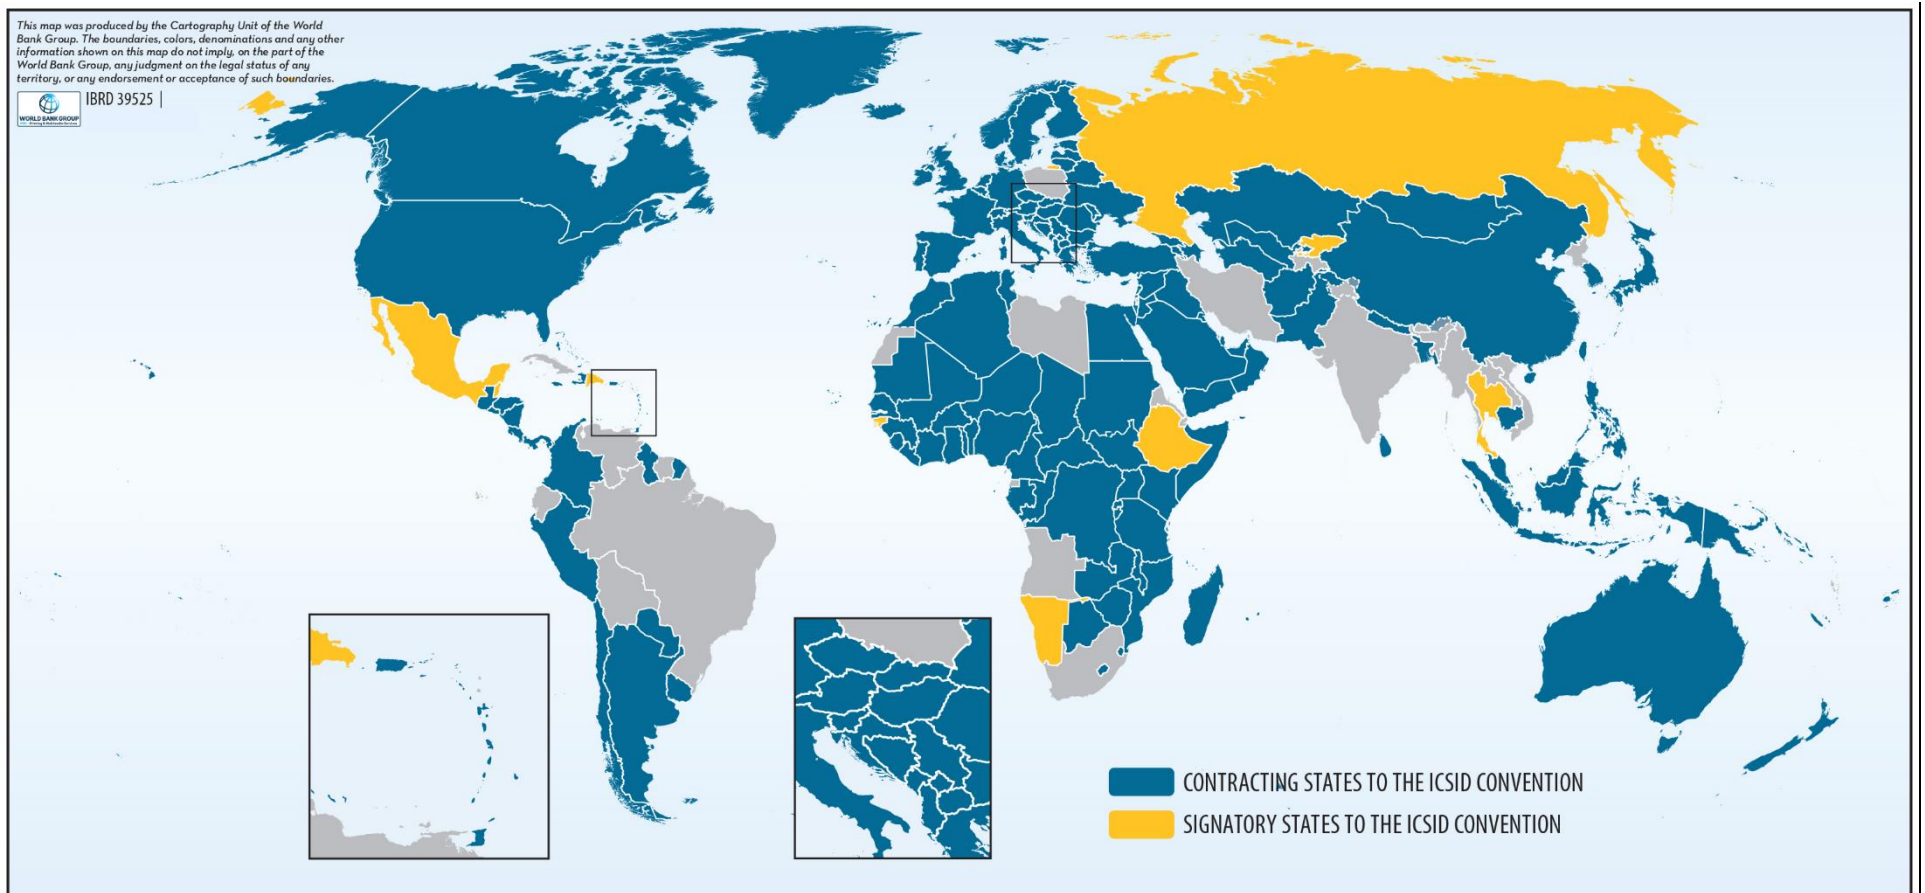 This map was produced by the Cartography Unit of the World
Bank Group. The boundaries, colors, denominations and any other
information shown on this map do not imply, on the part of the
World Bank Group, any judgment on the legal status of any
territory, or any endorsement or acceptance of such boundaries.
IBRD 39525 |
WORLD BANK GROUP
CONTRACTING STATES TO THE ICSID CONVENTION
SIGNATORY STATES TO THE ICSID CONVENTION